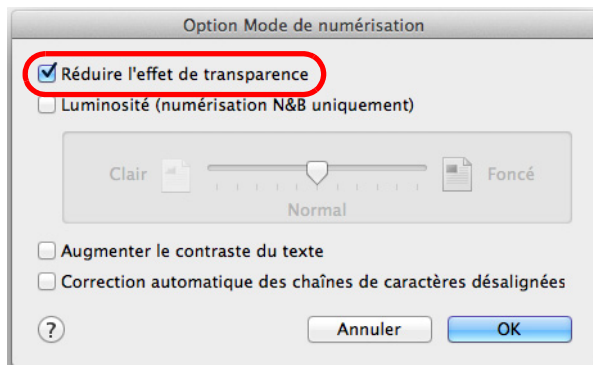 Option Mode de numérisation
Réduire l'effet de transparence
Luminosité (numérisation N&B uniquement)
Clair Foncé
Normal
Augmenter le contraste du texte
Correction automatique des chaînes de caractères désalignées
? Annuler OK